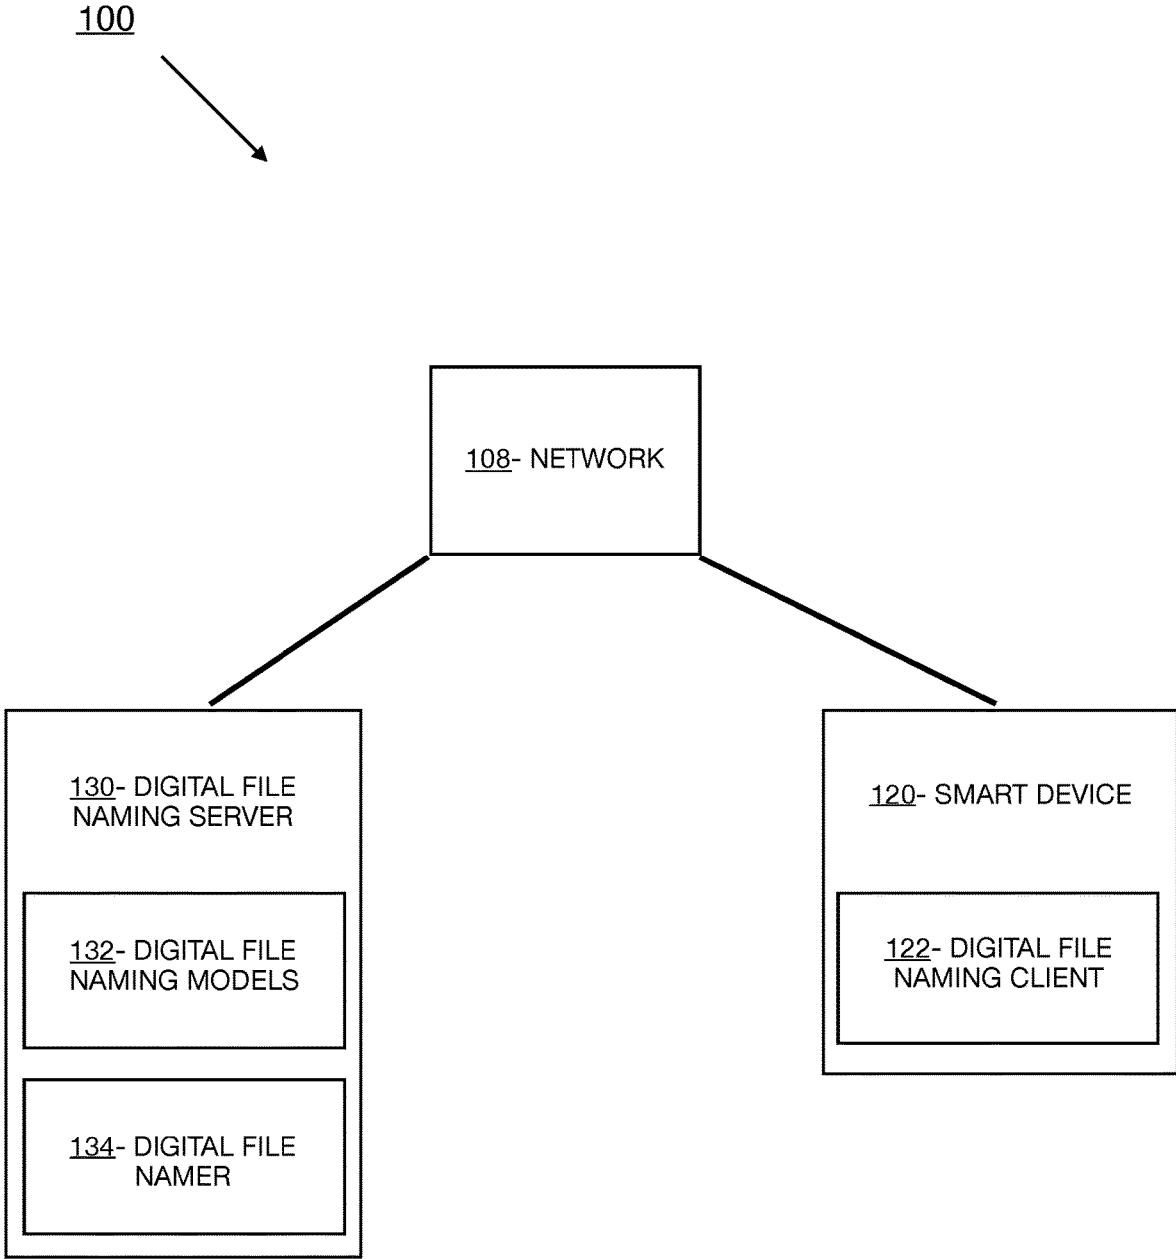 100
108- NETWORK
130- DIGITAL FILE
NAMING SERVER
132- DIGITAL FILE
NAMING MODELS
134- DIGITAL FILE
NAMER
120- SMART DEVICE
122- DIGITAL FILE
NAMING CLIENT